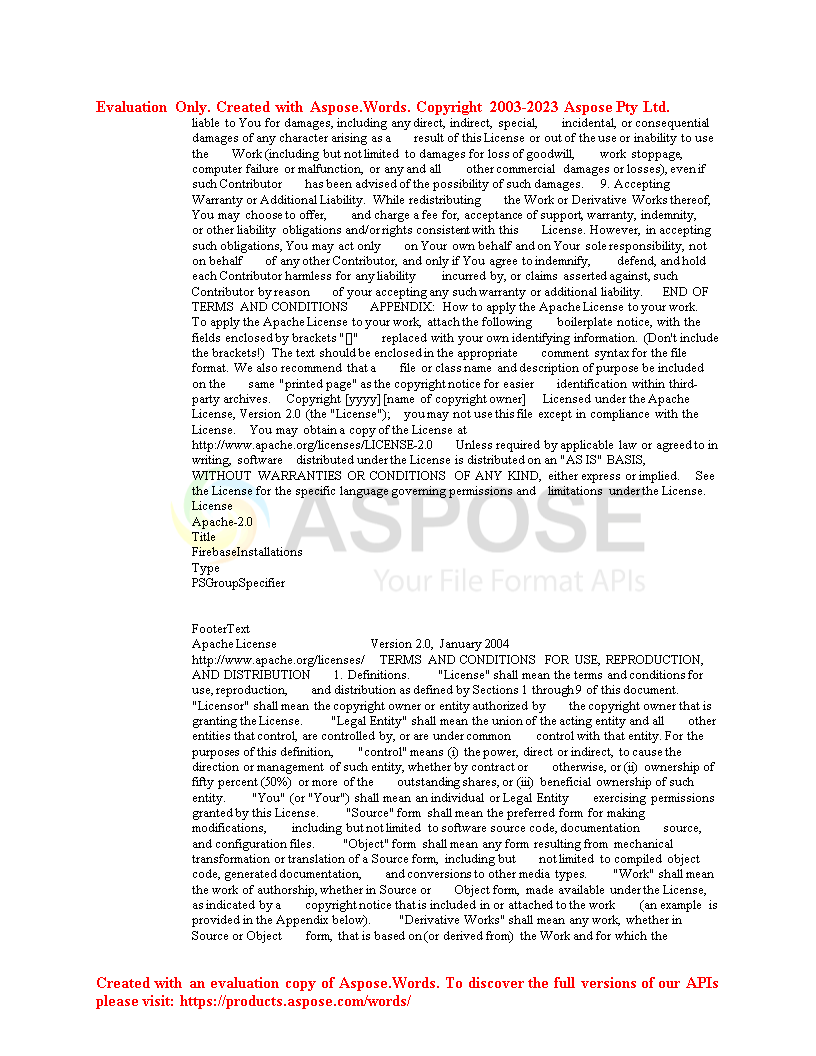 Evaluation Only. Created with Aspose.Words. Copyright 2003-2023 Aspose Pty Ltd.
liable to You for damages, including any direct, indirect, special, incidental, or consequential
damages of any character arising as a result of this License or out of the use or inability to use
the Work (including but not limited to damages for loss of goodwill, work stoppage,
computer failure or malfunction, or any and all other commercial damages or losses), even if
such Contributor has been advised of the possibility of such damages. 9. Accepting
Warranty or Additional Liability. While redistributing the Work or Derivative Works thereof,
You may choose to offer, and charge a fee for, acceptance of support, warranty, indemnity,
or other liability obligations and/or rights consistent with this License. However, in accepting
such obligations, You may act only on Your own behalf and on Your sole responsibility, not
on behalf of any other Contributor, and only if You agree to indemnify, defend, and hold
each Contributor harmless for any liability incurred by, or claims asserted against, such
Contributor by reason of your accepting any such warranty or additional liability. END OF
TERMS AND CONDITIONS APPENDIX: How to apply the Apache License to your work.
To apply the Apache License to your work, attach the following boilerplate notice, with the
fields enclosed by brackets "[]" replaced with your own identifying information. (Don't include
the brackets!) The text should be enclosed in the appropriate comment syntax for the file
format. We also recommend that a file or class name and description of purpose be included
on the same "printed page" as the copyright notice for easier identification within third-
party archives. Copyright [yyyy] [name of copyright owner] Licensed under the Apache
License, Version 2.0 (the "License"); you may not use this file except in compliance with the
License. You may obtain a copy of the License at
http://www.apache.org/licenses/LICENSE-2.0 Unless required by applicable law or agreed to in
writing, software distributed under the License is distributed on an "AS IS" BASIS,
WITHOUT WARRANTIES OR CONDITIONS OF ANY KIND, either express or implied. See
the License for the specific language governing permissions and limitations under the License.
License
Apache-2.0
Title
FirebaseInstallations
Type
PSGroupSpecifier
ASPOSE
Your File Format APIs
FooterText
Apache License Version 2.0, January 2004
http://www.apache.org/licenses/ TERMS AND CONDITIONS FOR USE, REPRODUCTION,
AND DISTRIBUTION 1. Definitions. "License" shall mean the terms and conditions for
use, reproduction, and distribution as defined by Sections 1 through 9 of this document.
"Licensor" shall mean the copyright owner or entity authorized by the copyright owner that is
granting the License. "Legal Entity" shall mean the union of the acting entity and all other
entities that control, are controlled by, or are under common control with that entity. For the
purposes of this definition, "control" means (i) the power, direct or indirect, to cause the
direction or management of such entity, whether by contract or otherwise, or (ii) ownership of
fifty percent (50%) or more of the outstanding shares, or (iii) beneficial ownership of such
entity. "You" (or "Your") shall mean an individual or Legal Entity exercising permissions
granted by this License. "Source" form shall mean the preferred form for making
modifications, including but not limited to software source code, documentation source,
and configuration files. "Object" form shall mean any form resulting from mechanical
transformation or translation of a Source form, including but not limited to compiled object
code, generated documentation, and conversions to other media types. "Work" shall mean
the work of authorship, whether in Source or Object form, made available under the License,
as indicated by a copyright notice that is included in or attached to the work (an example is
provided in the Appendix below). "Derivative Works" shall mean any work, whether in
Source or Object form, that is based on (or derived from) the Work and for which the
Created with an evaluation copy of Aspose.Words. To discover the full versions of our APIs
please visit: https://products.aspose.com/words/